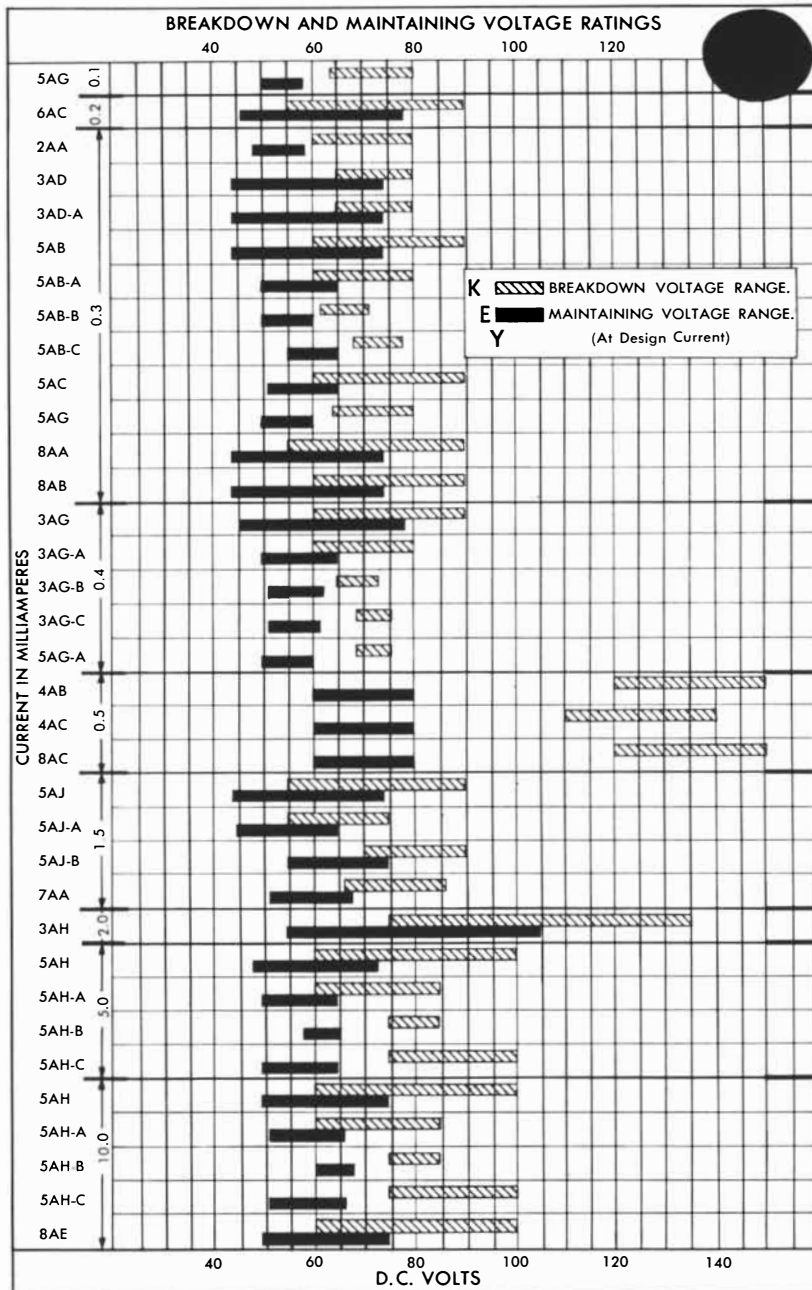 BREAKDOWN AND MAINTAINING VOLTAGE RATINGS
40 60 80 100 120
CURRENT IN MILLIAMPERES
0.1
5AG
0.2
6AC
0.3
2AA
3AD
3AD-A
5AB
5AB-A
5AB-B
5AB-C
5AC
5AG
8AA
8AB
0.4
3AG
3AG-A
3AG-B
3AG-C
5AG-A
0.5
4AB
4AC
8AC
1.5
5AJ
5AJ-A
5AJ-B
7AA
2.0
3AH
5.0
5AH
5AH-A
5AH-B
5AH-C
10.0
5AH
5AH-A
5AH-B
5AH-C
8AE
KEY
BREAKDOWN VOLTAGE RANGE.
MAINTAINING VOLTAGE RANGE.
(At Design Current)
40 60 80 100 120 140
D.C. VOLTS